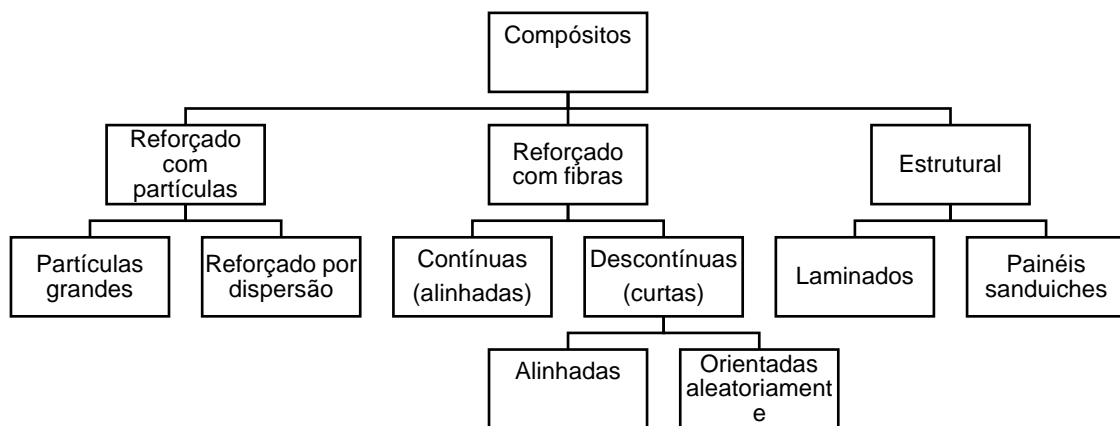 Compósitos
Reforçado
com
partículas
Reforçado
com fibras
Estrutural
Partículas
grandes
Reforçado por
dispersão
Contínuas
(alinhadas)
Descontínuas
(curtas)
Laminados
Painéis
sanduiches
Alinhadas
Orientadas
aleatoriament
e